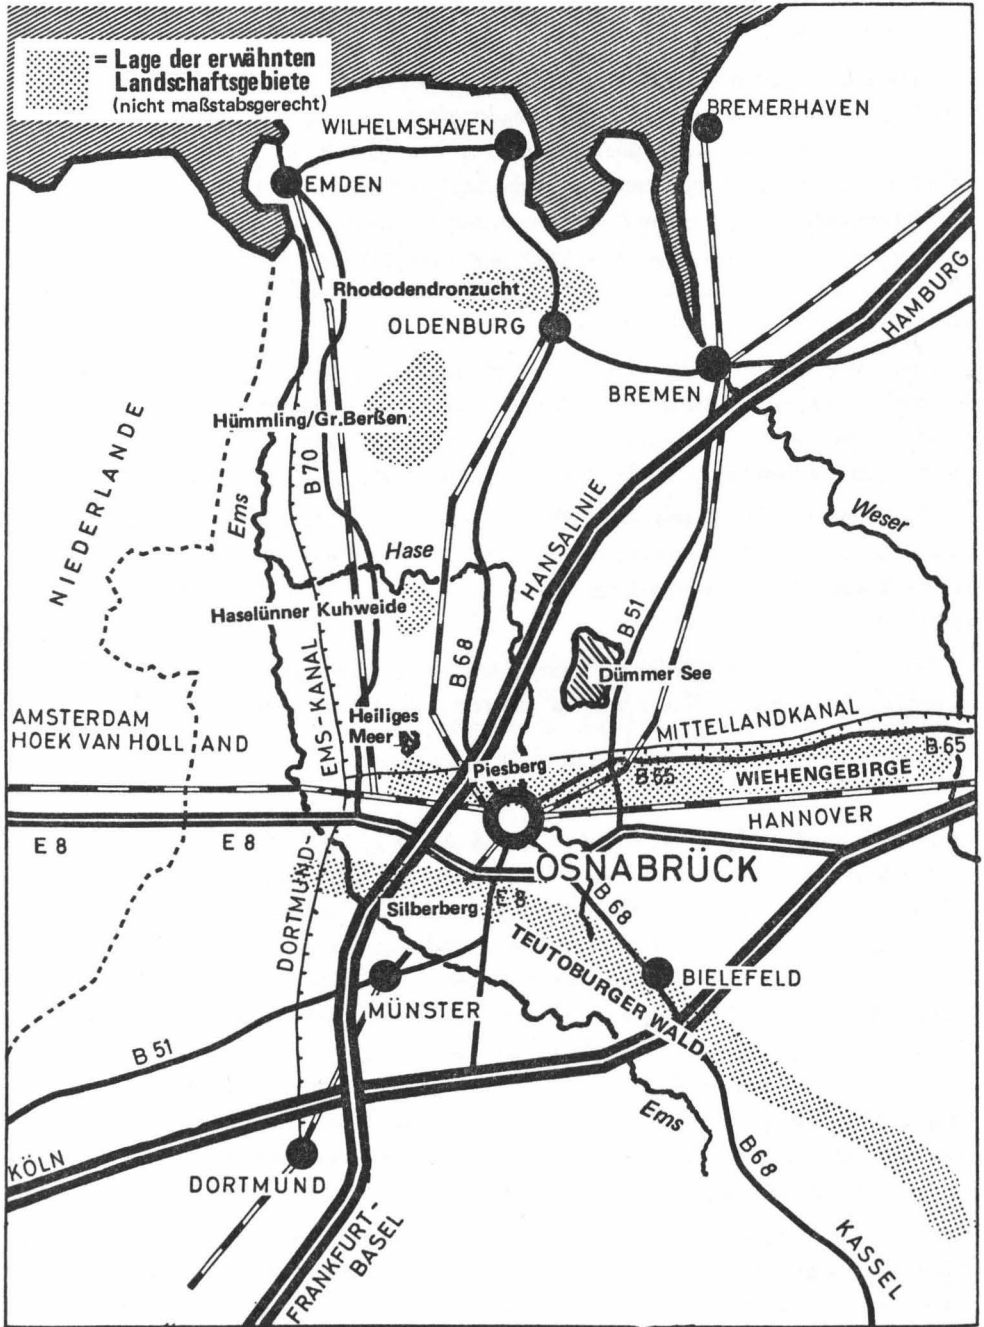 = Lage der erwähnten
Landschaftsgebiete
(nicht maßstabsgerecht)
BREMERHAVEN
WILHELMSHAVEN
EMDEN
Rhododendronzucht
OLDENBURG
HAMBURG
BREMEN
Hümmling/Gr.Berßen
NIEDERLANDE
B 70
Ems
HANSALINIE
Weser
Hase
Haselünner Kuhweide
B 68
B 51
Dümmer See
EMS-KANAL
AMSTERDAM
HOEK VAN HOLLAND
Heiliges
Meer
MITTELLANDKANAL
B 65
Piesberg
B 65
WIEHENGEBIRGE
HANNOVER
E 8
E 8
OSNABRÜCK
E 8
B 68
DORTMUND-
Silberberg
TEUTOBURGER WALD
BIELEFELD
MÜNSTER
B 51
Ems
KÖLN
B 68
DORTMUND
FRANKFURT-
BASEL
KASSEL